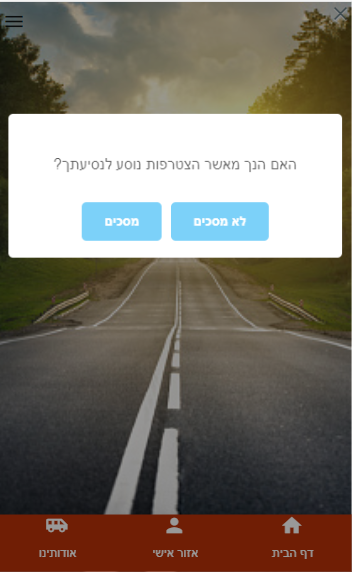 האם הנך מאשר הצטרפות נוסע לנסיעתך?
לא מסכים
מסכים
דף הבית
אזור אישי
אודותינו